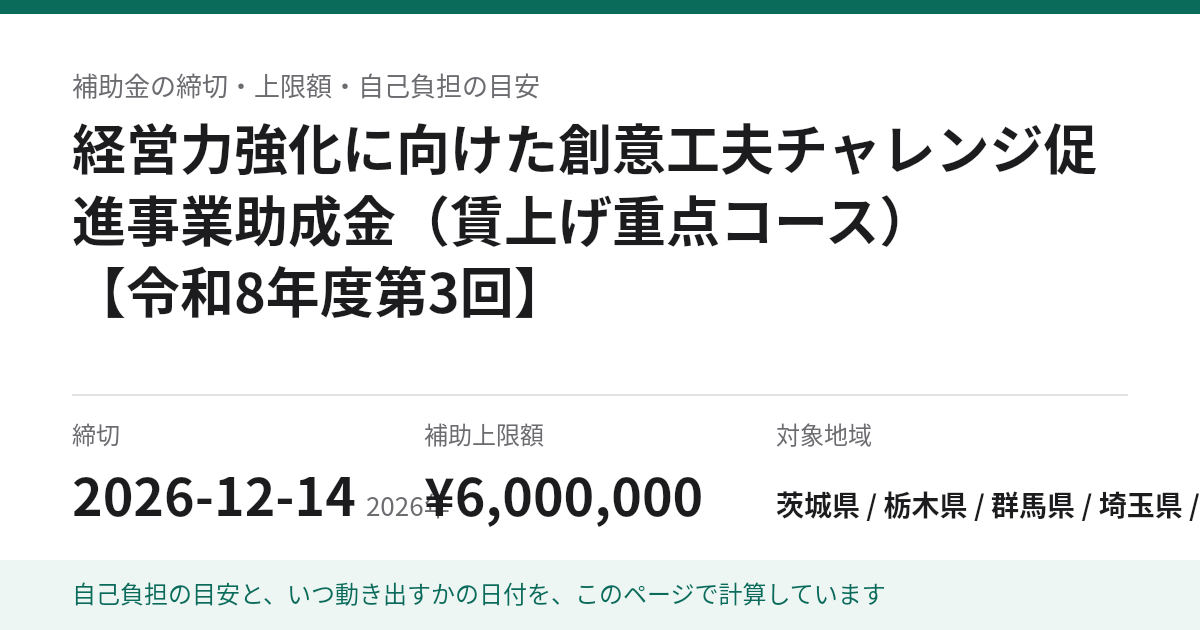 補助金の締切・上限額・自己負担の目安
経営力強化に向けた創意工夫チャレンジ促
進事業助成金（賃上げ重点コース）
【令和8年度第3回】
締切
補助上限額
対象地域
2026-12-14 2026
¥6,000,000
茨城県 / 栃木県 / 群馬県 / 埼玉県 /
自己負担の目安と、いつ動き出すかの日付を、このページで計算しています